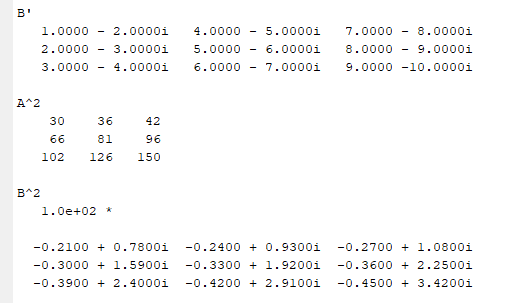 B'
1.0000 - 2.0000i 4.0000 - 5.0000i 7.0000 - 8.0000i
2.0000 - 3.0000i 5.0000 - 6.0000i 8.0000 - 9.0000i
3.0000 - 4.0000i 6.0000 - 7.0000i 9.0000 -10.0000i
A^2
30 36 42
66 81 96
102 126 150
B^2
1.0e+02 *
-0.2100 + 0.7800i -0.2400 + 0.9300i -0.2700 + 1.0800i
-0.3000 + 1.5900i -0.3300 + 1.9200i -0.3600 + 2.2500i
-0.3900 + 2.4000i -0.4200 + 2.9100i -0.4500 + 3.4200i